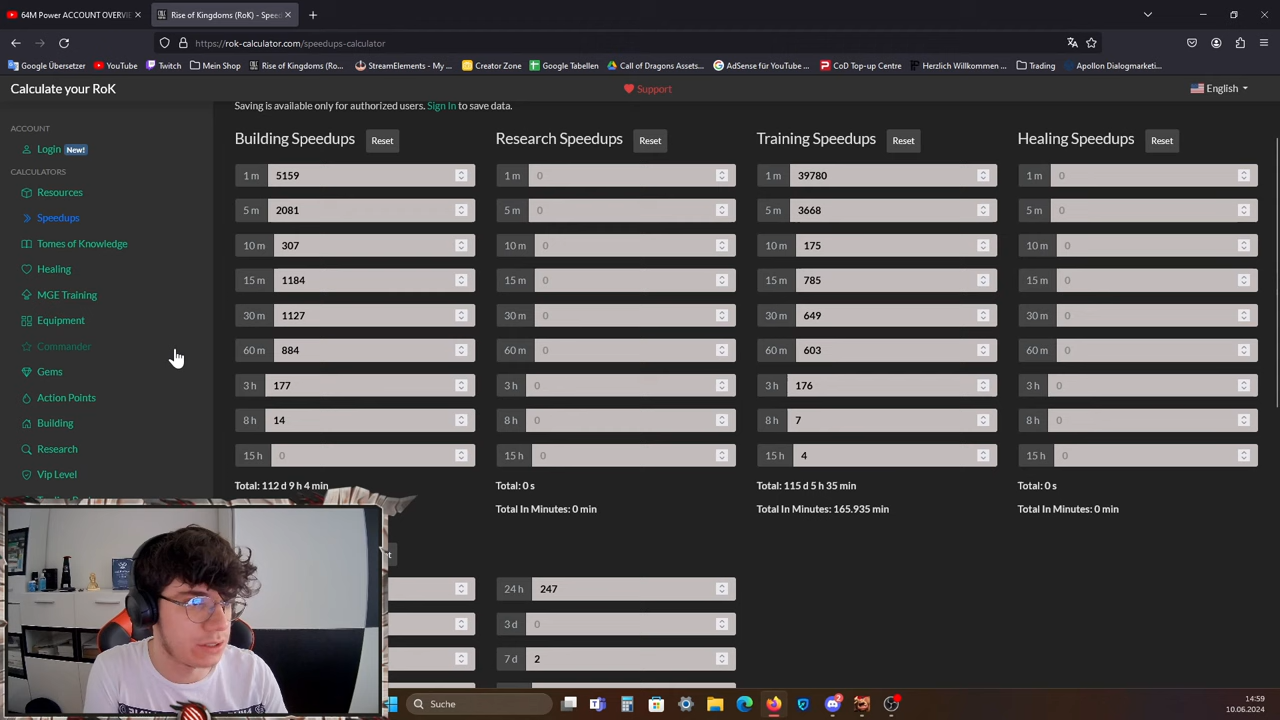 64M Power ACCOUNT OVERVIE
Rise of Kingdoms (RoK) - Speed
https://rok-calculator.com/speedups-calculator
Google Übersetzer
YouTube
Twitch
Mein Shop
Rise of Kingdoms (Ro...
StreamElements - My ...
Creator Zone
Google Tabellen
Call of Dragons Assets...
AdSense für YouTube ...
CoD Top-up Centre
Herzlich Willkommen ...
Trading
Apollon Dialogmarketi...
Calculate your RoK
Support
English
Saving is available only for authorized users. Sign In to save data.
ACCOUNT
Login New!
CALCULATORS
Resources
Speedups
Tomes of Knowledge
Healing
MGE Training
Equipment
Commander
Gems
Action Points
Building
Research
Vip Level
Building Speedups Reset
1 m 5159
5 m 2081
10 m 307
15 m 1184
30 m 1127
60 m 884
3 h 177
8 h 14
15 h 0
Total: 112 d 9 h 4 min
Research Speedups Reset
1 m 0
5 m 0
10 m 0
15 m 0
30 m 0
60 m 0
3 h 0
8 h 0
15 h 0
Total: 0 s
Total In Minutes: 0 min
Training Speedups Reset
1 m 39780
5 m 3668
10 m 175
15 m 785
30 m 649
60 m 603
3 h 176
8 h 7
15 h 4
Total: 115 d 5 h 35 min
Total In Minutes: 165.935 min
Healing Speedups Reset
1 m 0
5 m 0
10 m 0
15 m 0
30 m 0
60 m 0
3 h 0
8 h 0
15 h 0
Total: 0 s
Total In Minutes: 0 min
24 h 247
3 d 0
7 d 2
Suche
14:59
10.06.2024